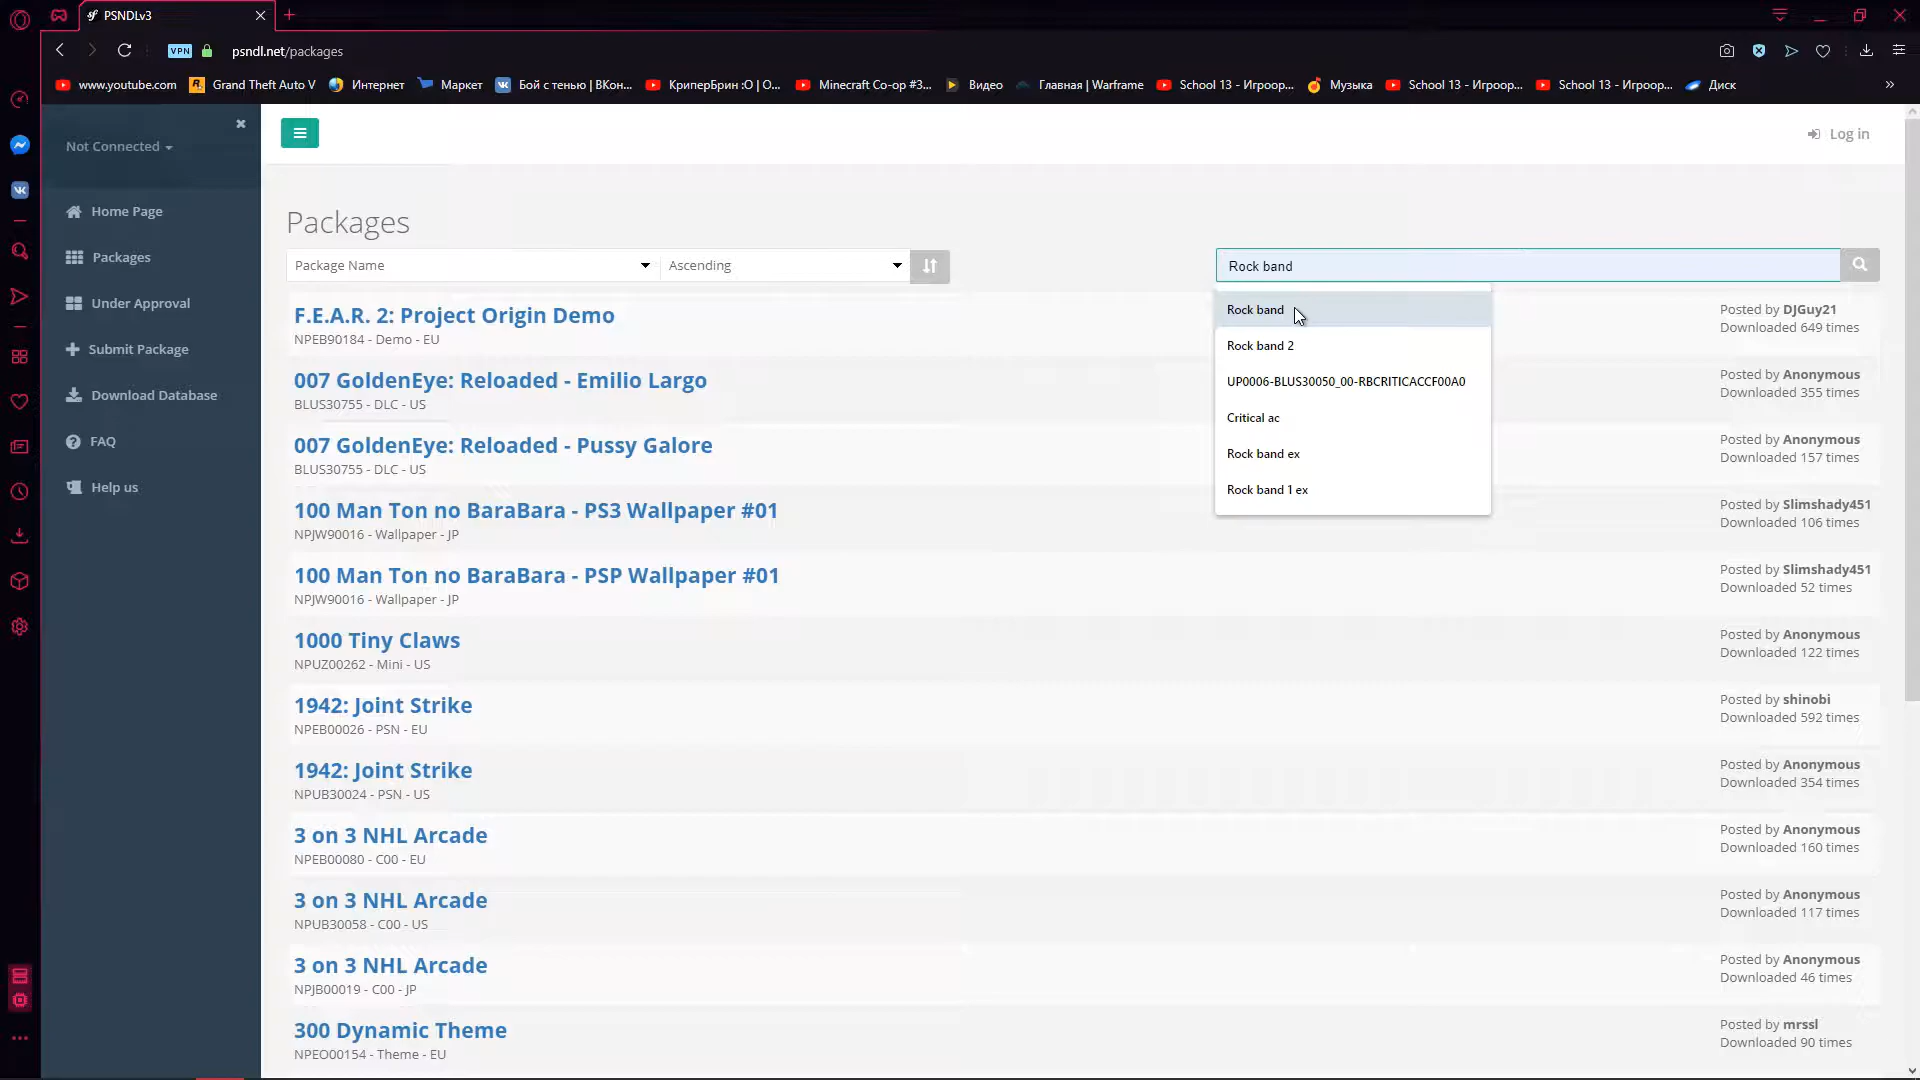 PSNDLv3
VPN
psndl.net/packages
www.youtube.com
Grand Theft Auto V
Интернет
Маркет
Бой с тенью | ВКон...
КриперБрин :O | O...
Minecraft Co-op #3...
Видео
Главная | Warframe
School 13 - Игроор...
Музыка
School 13 - Игроор...
School 13 - Игроор...
Диск
Not Connected
Log in
Home Page
Packages
Under Approval
Submit Package
Download Database
FAQ
Help us
Packages
Package Name
Ascending
Rock band
Rock band
Rock band 2
UP0006-BLUS30050_00-RBCRITICACCF00A0
Critical ac
Rock band ex
Rock band 1 ex
F.E.A.R. 2: Project Origin Demo
NPEB90184 - Demo - EU
Posted by DJGuy21
Downloaded 649 times
007 GoldenEye: Reloaded - Emilio Largo
BLUS30755 - DLC - US
Posted by Anonymous
Downloaded 355 times
007 GoldenEye: Reloaded - Pussy Galore
BLUS30755 - DLC - US
Posted by Anonymous
Downloaded 157 times
100 Man Ton no BaraBara - PS3 Wallpaper #01
NPJW90016 - Wallpaper - JP
Posted by Slimshady451
Downloaded 106 times
100 Man Ton no BaraBara - PSP Wallpaper #01
NPJW90016 - Wallpaper - JP
Posted by Slimshady451
Downloaded 52 times
1000 Tiny Claws
NPUZ00262 - Mini - US
Posted by Anonymous
Downloaded 122 times
1942: Joint Strike
NPEB00026 - PSN - EU
Posted by shinobi
Downloaded 592 times
1942: Joint Strike
NPUB30024 - PSN - US
Posted by Anonymous
Downloaded 354 times
3 on 3 NHL Arcade
NPEB00080 - C00 - EU
Posted by Anonymous
Downloaded 160 times
3 on 3 NHL Arcade
NPUB30058 - C00 - US
Posted by Anonymous
Downloaded 117 times
3 on 3 NHL Arcade
NPJB00019 - C00 - JP
Posted by Anonymous
Downloaded 46 times
300 Dynamic Theme
NPEO00154 - Theme - EU
Posted by mrssl
Downloaded 90 times